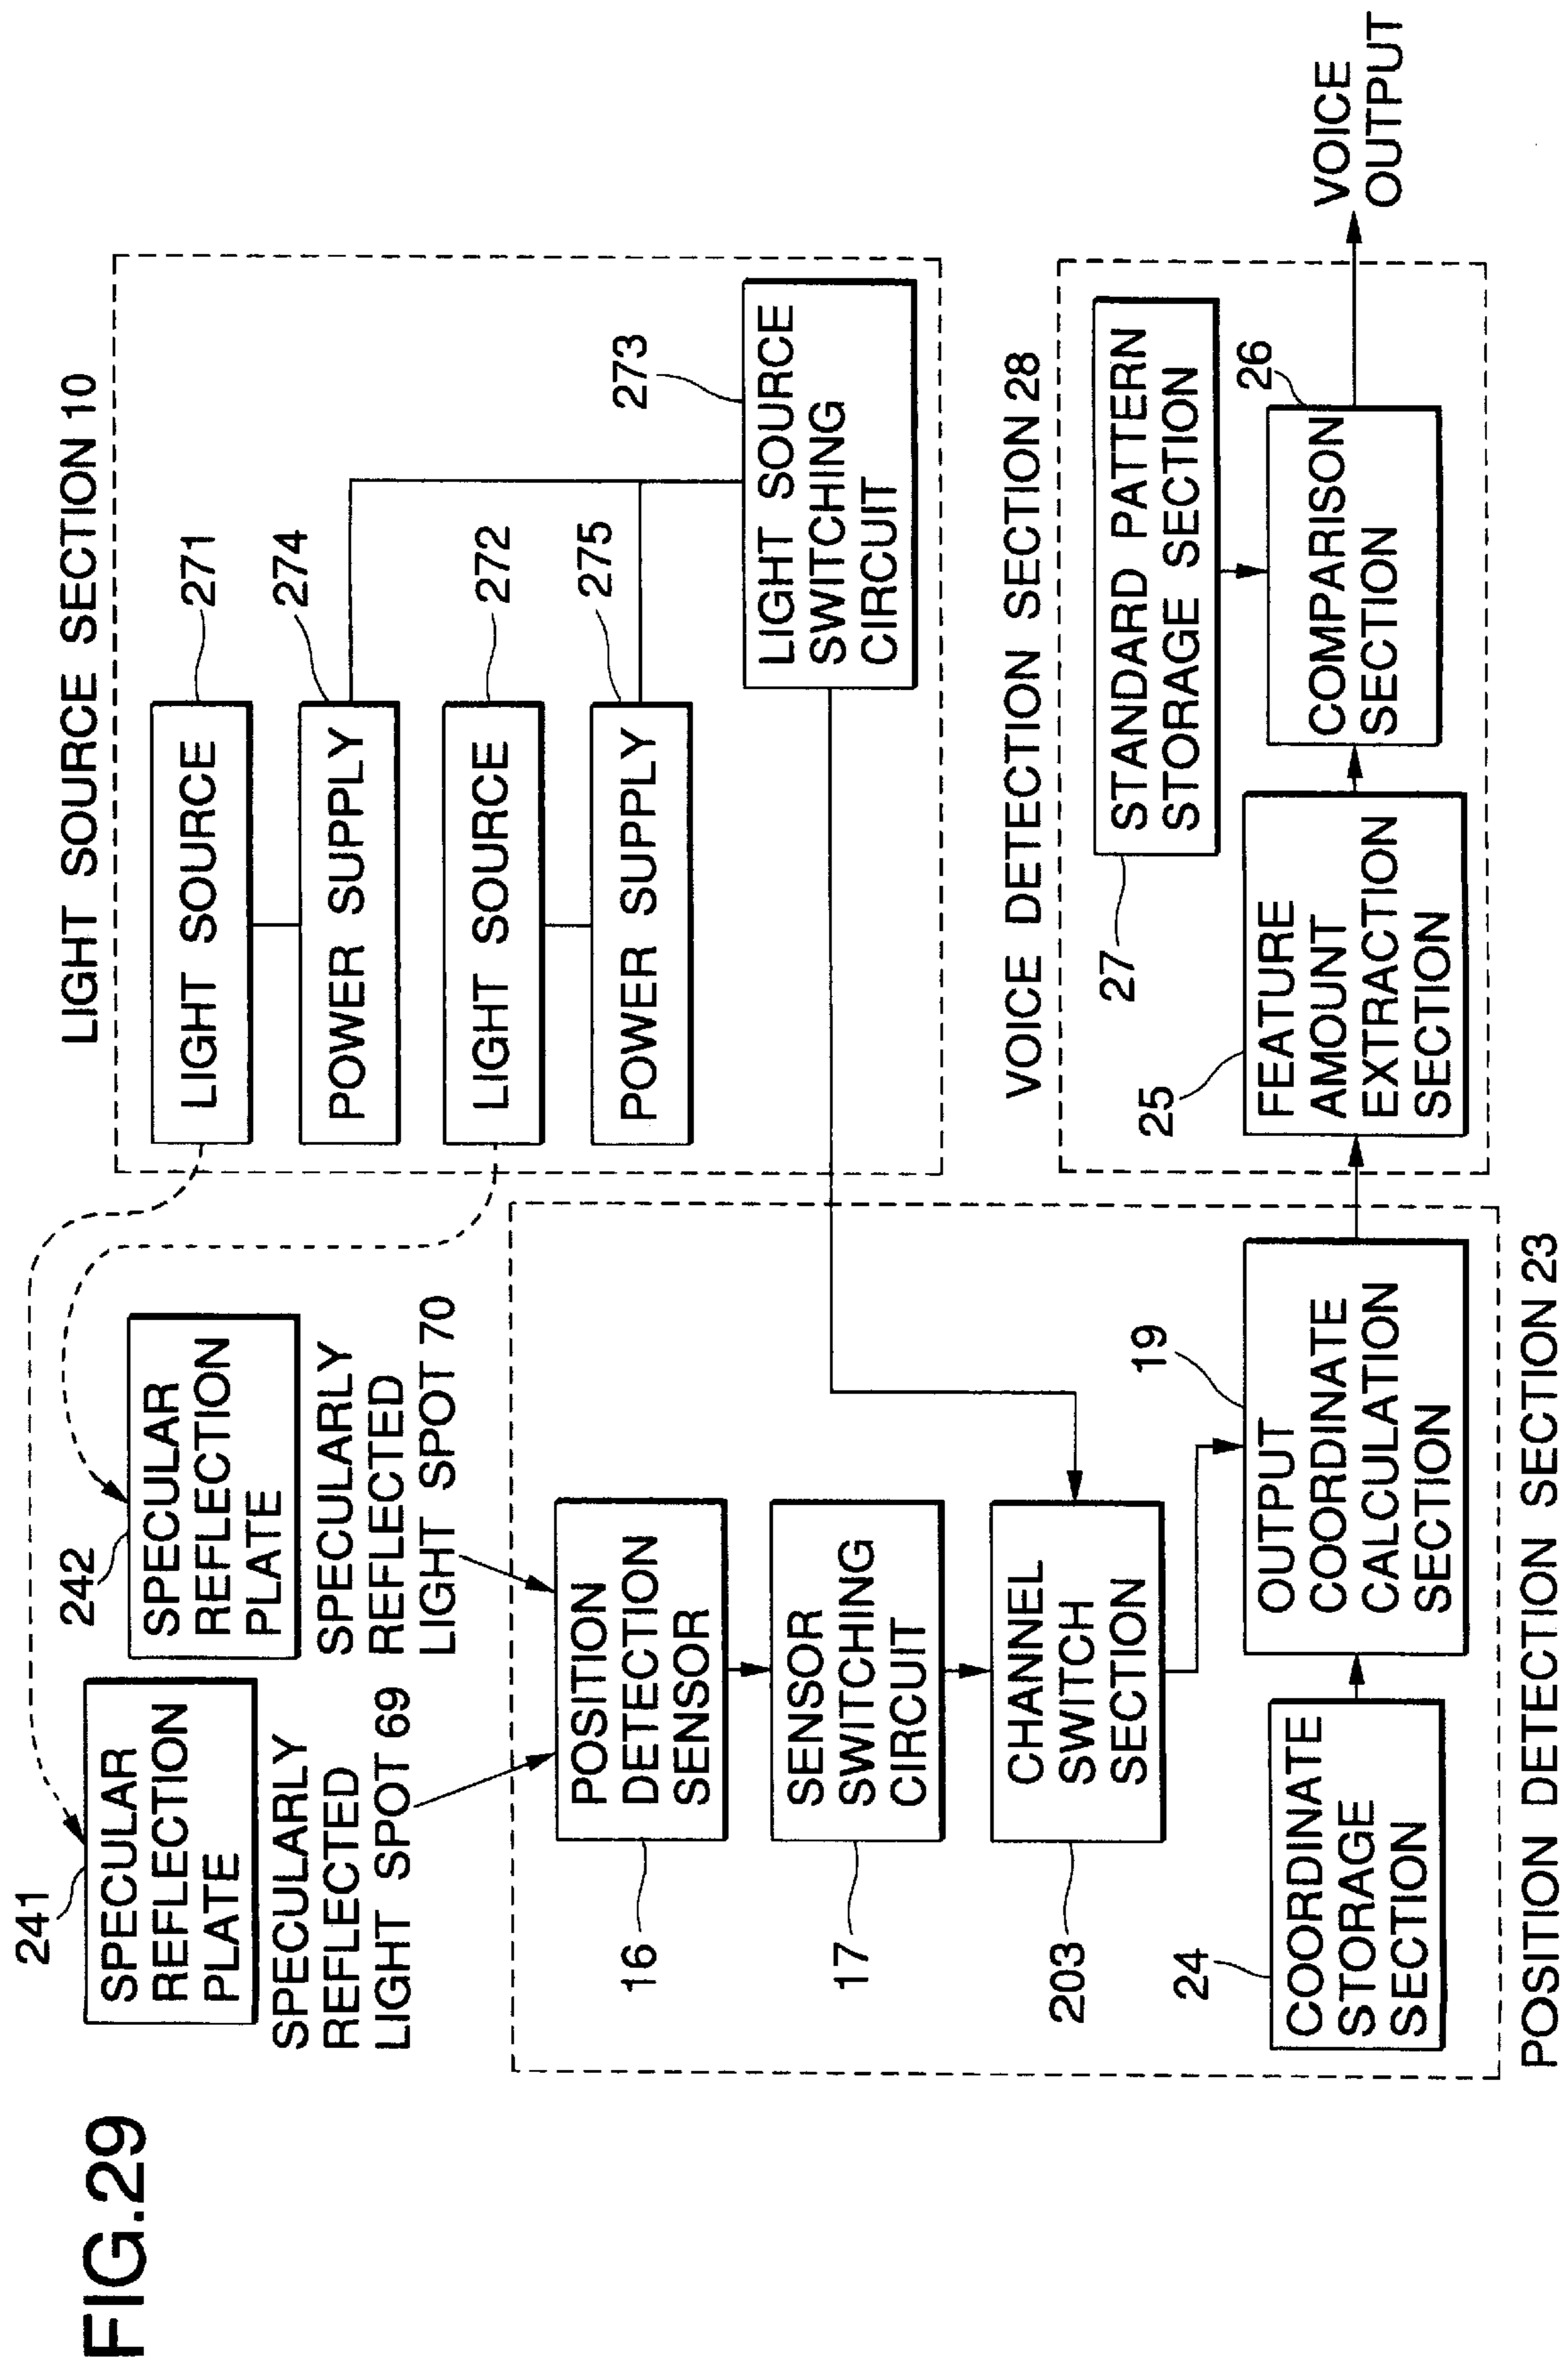 FIG.29
241
SPECULAR
REFLECTION
PLATE
242
SPECULAR
REFLECTION
PLATE
SPECULARLY
REFLECTED
LIGHT SPOT 69
SPECULARLY
REFLECTED
LIGHT SPOT 70
LIGHT SOURCE SECTION 10
LIGHT SOURCE
271
POWER SUPPLY
274
LIGHT SOURCE
272
POWER SUPPLY
275
273
LIGHT SOURCE
SWITCHING
CIRCUIT
POSITION
DETECTION
SENSOR
16
SENSOR
SWITCHING
CIRCUIT
17
CHANNEL
SWITCH
SECTION
203
24
COORDINATE
STORAGE
SECTION
19
OUTPUT
COORDINATE
CALCULATION
SECTION
POSITION DETECTION SECTION 23
VOICE DETECTION SECTION 28
27
STANDARD PATTERN
STORAGE SECTION
25
FEATURE
AMOUNT
EXTRACTION
SECTION
26
COMPARISON
SECTION
VOICE
OUTPUT